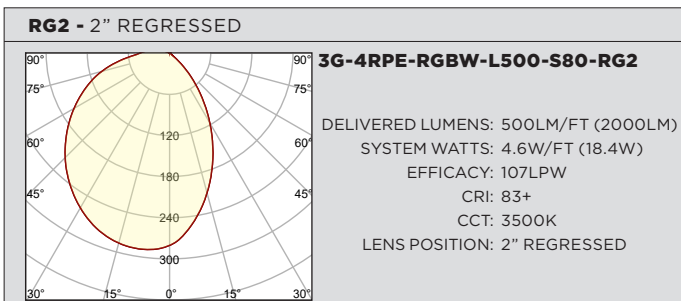 RG2 - 2" REGRESSED
90° 90°
75° 75°
60° 60°
45° 45°
30° 15° 0° 15° 30°
120
180
240
300
3G-4RPE-RGBW-L500-S80-RG2
DELIVERED LUMENS: 500LM/FT (2000LM)
SYSTEM WATTS: 4.6W/FT (18.4W)
EFFICACY: 107LPW
CRI: 83+
CCT: 3500K
LENS POSITION: 2" REGRESSED